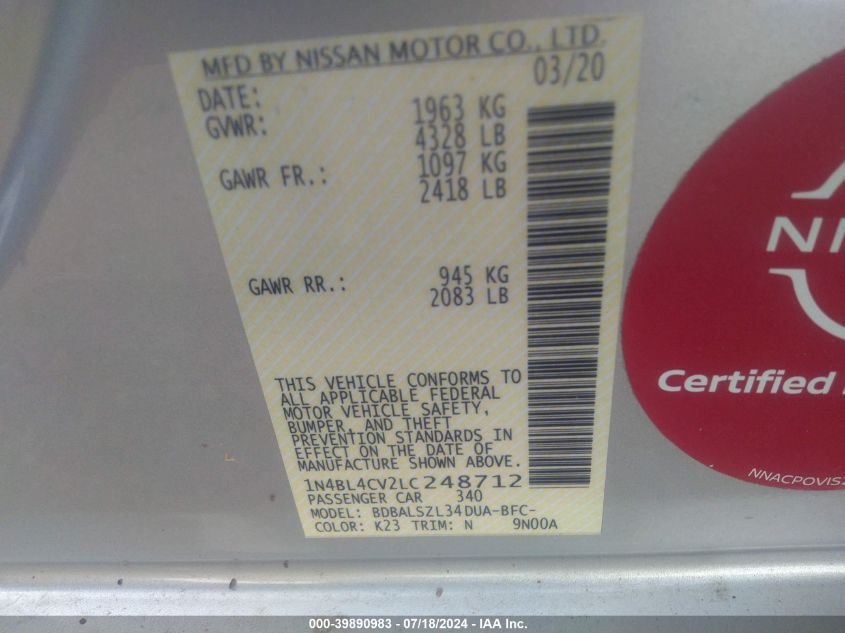 MFD BY NISSAN MOTOR CO., LTD.
DATE: 03/20
GVWR: 1963 KG
4328 LB
GAWR FR.: 1097 KG
2418 LB
GAWR RR.: 945 KG
2083 LB
THIS VEHICLE CONFORMS TO
ALL APPLICABLE FEDERAL
MOTOR VEHICLE SAFETY,
BUMPER, AND THEFT
PREVENTION STANDARDS IN
EFFECT ON THE DATE OF
MANUFACTURE SHOWN ABOVE.
1N4BL4CV2LC248712
PASSENGER CAR 340
MODEL: BDBALSZL34DUA-BFC-
COLOR: K23 TRIM: N 9N00A
NI
Certified
NNACPOVIS
000-39890983 / 07/18/2024 - IAA Inc.